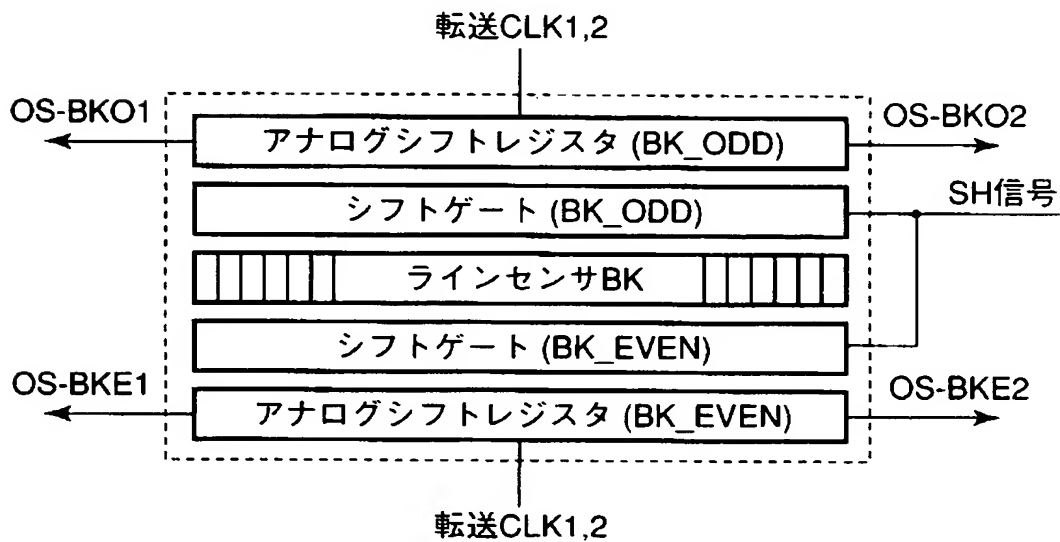 転送CLK1,2
OS-BKO1
OS-BKO2
アナログシフトレジスタ (BK_ODD)
シフトゲート (BK_ODD)
SH信号
ラインセンサBK
シフトゲート (BK_EVEN)
OS-BKE1
OS-BKE2
アナログシフトレジスタ (BK_EVEN)
転送CLK1,2